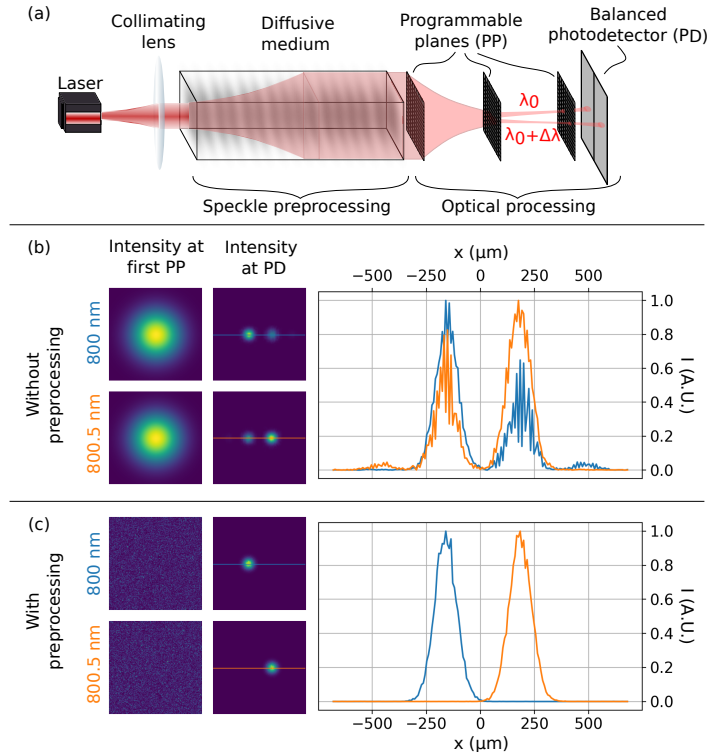 (a)
Collimating
lens
Diffusive
medium
Programmable
planes (PP)
Balanced
photodetector (PD)
Laser
λ0
λ0+Δλ
Speckle preprocessing
Optical processing
(b)
Intensity at
first PP
Intensity
at PD
x (μm)
−500 −250 0 250 500
Without
preprocessing
800 nm
800.5 nm
1.0
0.8
0.6
0.4
0.2
0.0
I (A.U.)
(c)
With
preprocessing
800 nm
800.5 nm
1.0
0.8
0.6
0.4
0.2
0.0
I (A.U.)
−500 −250 0 250 500
x (μm)